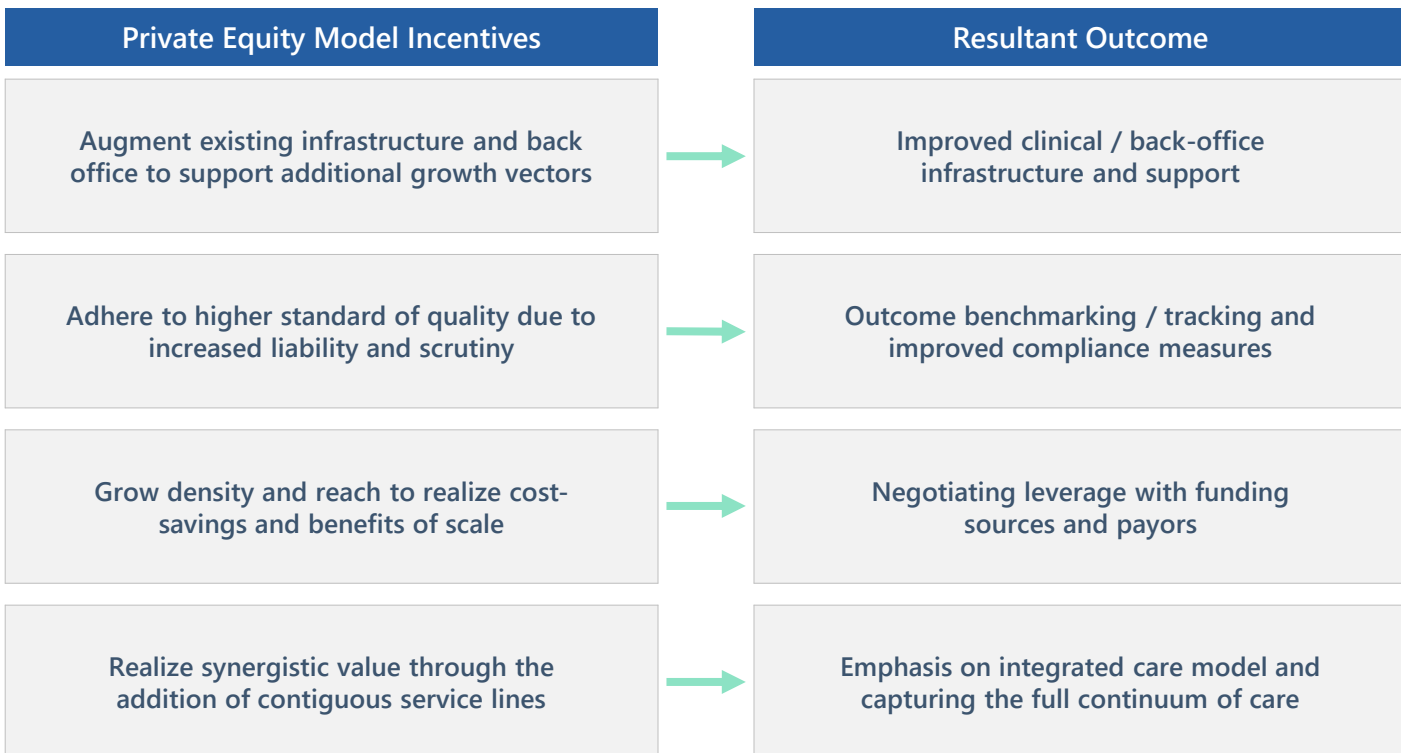 Private Equity Model Incentives
Resultant Outcome
Augment existing infrastructure and back
office to support additional growth vectors
Improved clinical / back-office
infrastructure and support
Adhere to higher standard of quality due to
increased liability and scrutiny
Outcome benchmarking / tracking and
improved compliance measures
Grow density and reach to realize cost-
savings and benefits of scale
Negotiating leverage with funding
sources and payors
Realize synergistic value through the
addition of contiguous service lines
Emphasis on integrated care model and
capturing the full continuum of care